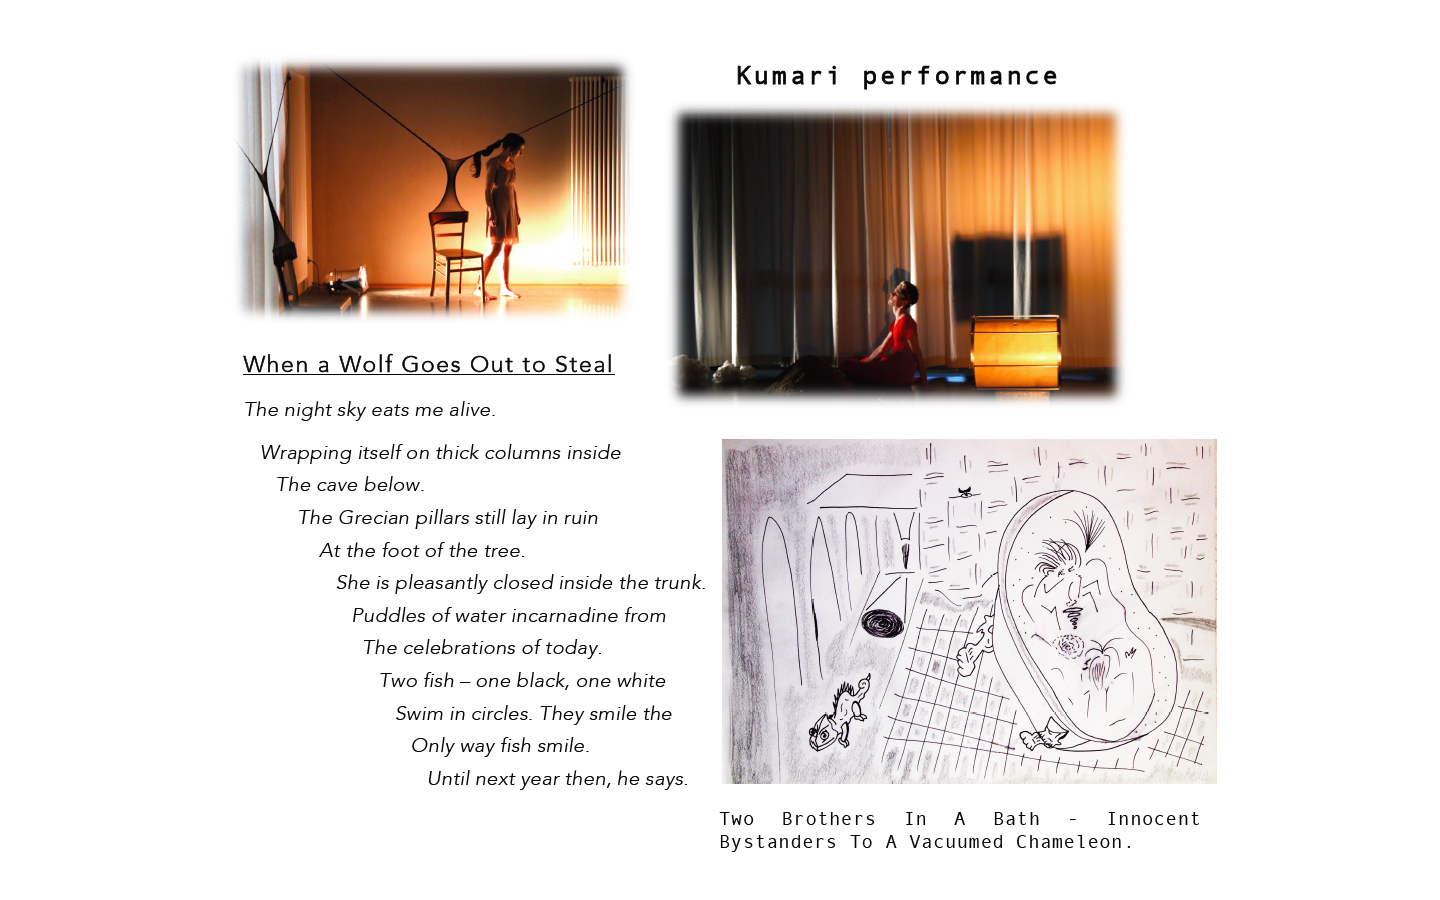 Kumari performance
When a Wolf Goes Out to Steal
The night sky eats me alive.
Wrapping itself on thick columns inside
The cave below.
The Grecian pillars still lay in ruin
At the foot of the tree.
She is pleasantly closed inside the trunk.
Puddles of water incarnadine from
The celebrations of today.
Two fish – one black, one white
Swim in circles. They smile the
Only way fish smile.
Until next year then, he says.
Two Brothers In A Bath - Innocent
Bystanders To A Vacuumed Chameleon.